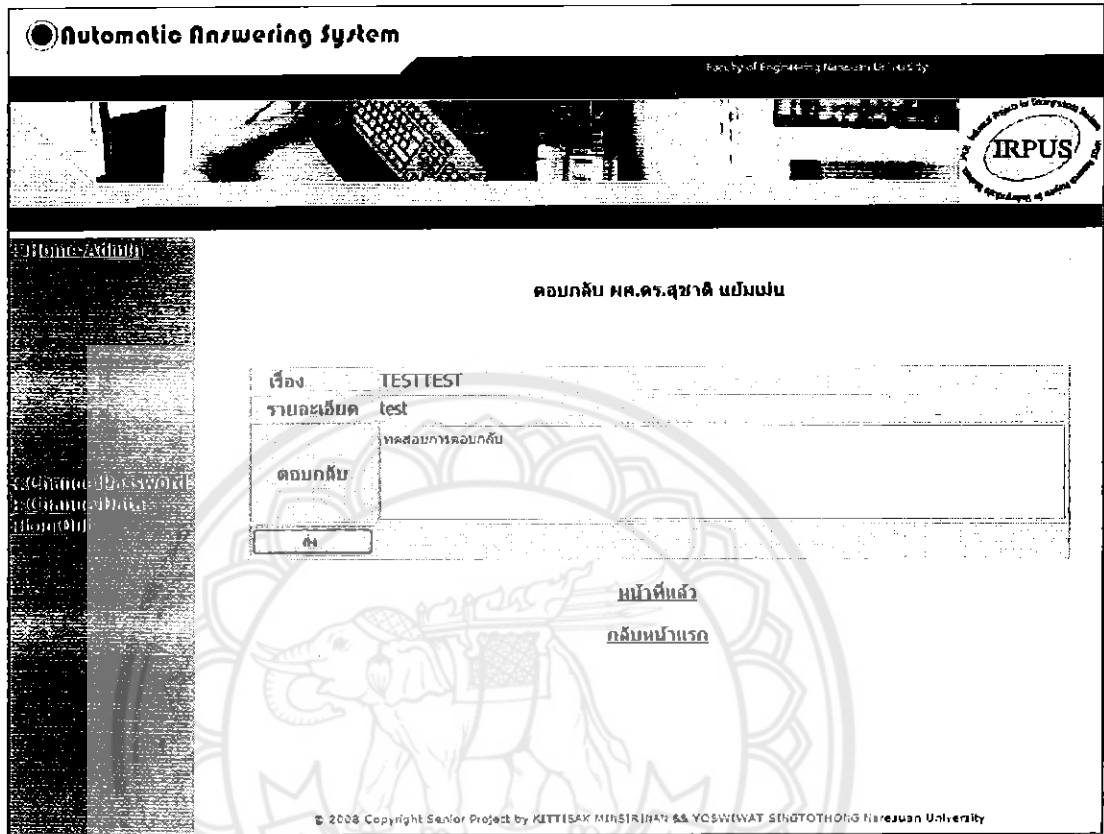 Automatic Answering System
Faculty of Engineering Naresuan University
IRPUS
Home-Admin
ตอบกลับ ผศ.ดร.สุชาติ แย้มเม่น
เรื่อง TESTTEST
รายละเอียด test
ตอบกลับ ทดสอบการตอบกลับ
ส่ง
Change Password
Change Data
หน้าที่แล้ว
กลับหน้าแรก
© 2008 Copyright Senior Project by KITTISAK MINSIRINAN && YOSWIWAT SINGTOTHONG Naresuan University